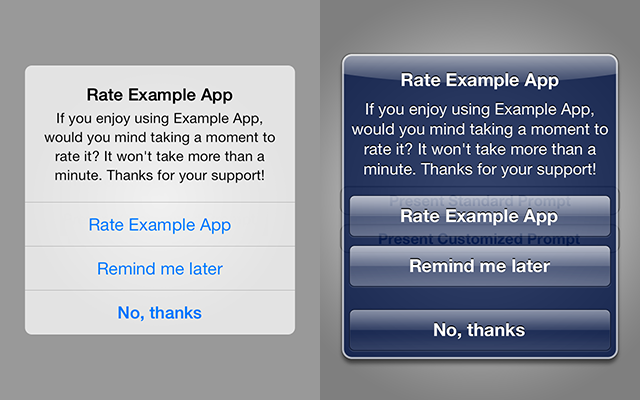 Rate Example App
If you enjoy using Example App,
would you mind taking a moment to
rate it? It won't take more than a
minute. Thanks for your support!
Rate Example App
Remind me later
No, thanks
Rate Example App
If you enjoy using Example App,
would you mind taking a moment to
rate it? It won't take more than a
minute. Thanks for your support!
Present Standard Prompt
Rate Example App
Present Customized Prompt
Remind me later
No, thanks